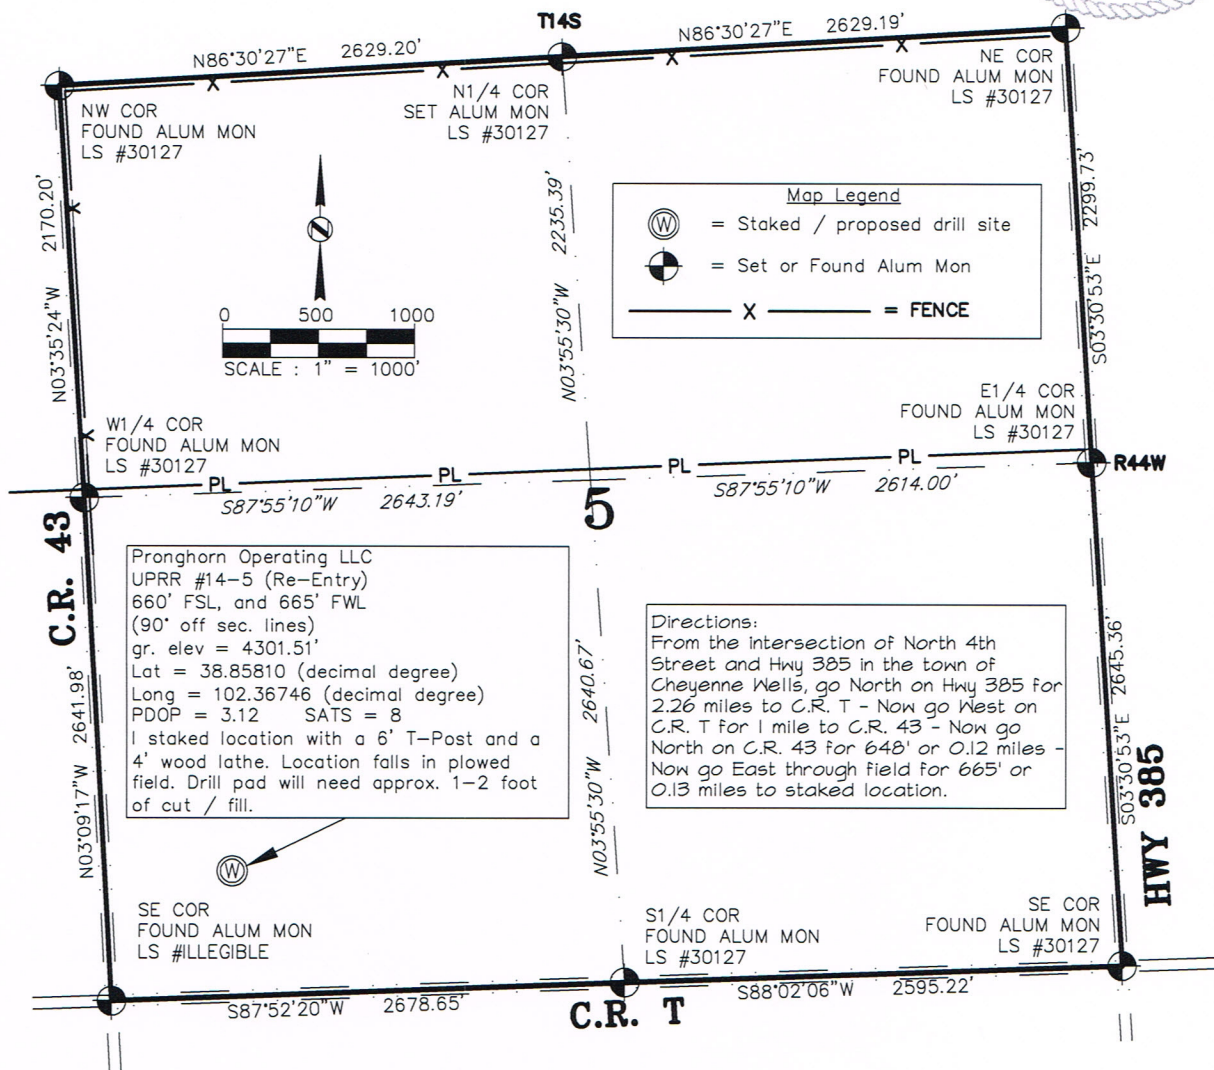 T14S
N86°30'27"E 2629.20'
N86°30'27"E 2629.19'
NW COR
FOUND ALUM MON
LS #30127
N1/4 COR
SET ALUM MON
LS #30127
NE COR
FOUND ALUM MON
LS #30127
N03°35'24"W 2170.20'
N03°55'30"W 2235.39'
S03°30'53"E 2299.73'
N
0 500 1000
SCALE : 1" = 1000'
Map Legend
W = Staked / proposed drill site
= Set or Found Alum Mon
X = FENCE
W1/4 COR
FOUND ALUM MON
LS #30127
E1/4 COR
FOUND ALUM MON
LS #30127
R44W
PL PL PL PL
S87°55'10"W 2643.19'
S87°55'10"W 2614.00'
5
C.R. 43
Pronghorn Operating LLC
UPRR #14-5 (Re-Entry)
660' FSL, and 665' FWL
(90° off sec. lines)
gr. elev = 4301.51'
Lat = 38.85810 (decimal degree)
Long = 102.36746 (decimal degree)
PDOP = 3.12 SATS = 8
I staked location with a 6' T-Post and a
4' wood lathe. Location falls in plowed
field. Drill pad will need approx. 1-2 foot
of cut / fill.
Directions:
From the intersection of North 4th
Street and Hwy 385 in the town of
Cheyenne Wells, go North on Hwy 385 for
2.26 miles to C.R. T - Now go West on
C.R. T for 1 mile to C.R. 43 - Now go
North on C.R. 43 for 648' or 0.12 miles -
Now go East through field for 665' or
0.13 miles to staked location.
N03°09'17"W 2641.98'
N03°55'30"W 2640.67'
S03°30'53"E 2645.36'
HWY 385
W
SE COR
FOUND ALUM MON
LS #ILLEGIBLE
S1/4 COR
FOUND ALUM MON
LS #30127
SE COR
FOUND ALUM MON
LS #30127
S87°52'20"W 2678.65'
S88°02'06"W 2595.22'
C.R. T